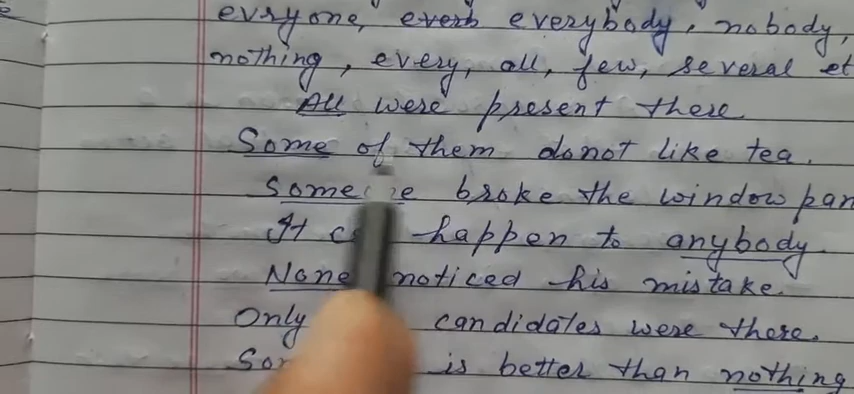 everyone, everybody, nobody,
nothing, every, all, few, several et
All were present there.
Some of them donot like tea.
broke the window pan
It happen to anybody
None noticed his mistake.
Only candidates were there.
is better than nothing